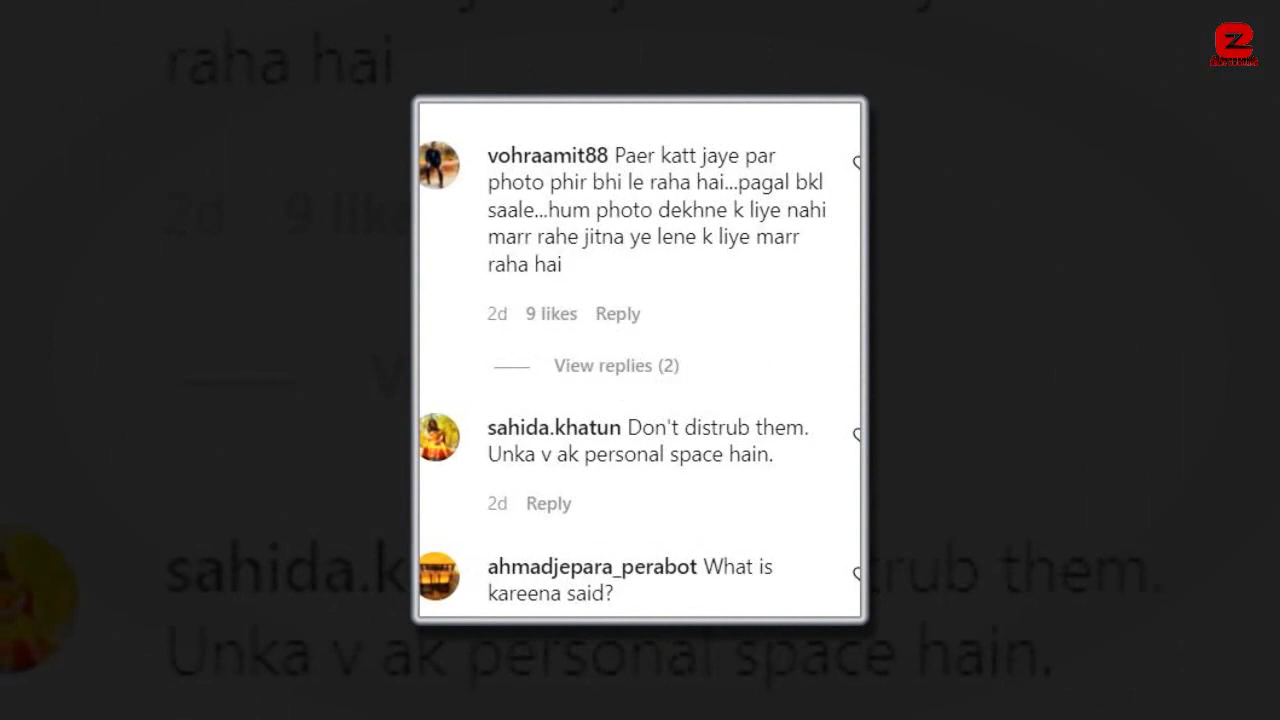 raha hai
2d 9 like
vohraamit88 Paer katt jaye par
photo phir bhi le raha hai...pagal bkl
saale...hum photo dekhne k liye nahi
marr rahe jitna ye lene k liye marr
raha hai
2d 9 likes Reply
View replies (2)
sahida.khatun Don't distrub them.
Unka v ak personal space hain.
2d Reply
ahmadjepara_perabot What is
kareena said?
sahida.k trub them.
Unka v ak personal space hain.